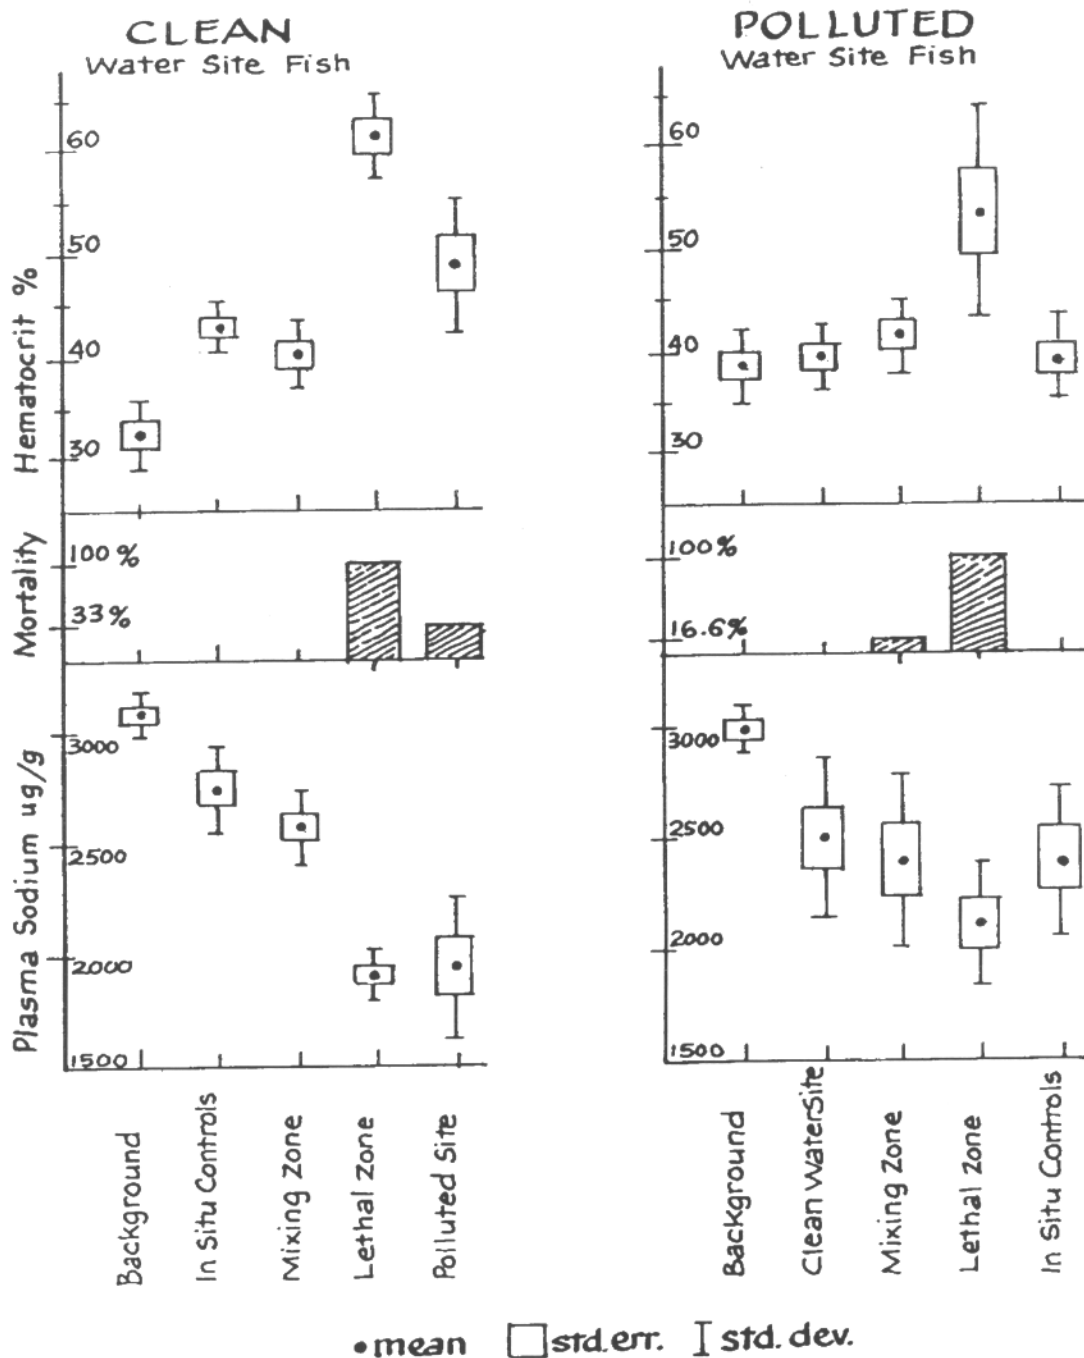 CLEAN
Water Site Fish
POLLUTED
Water Site Fish
Hematocrit %
60
50
40
30
60
50
40
30
Mortality
100%
33%
100%
16.6%
Plasma Sodium ug/g
3000
2500
2000
1500
3000
2500
2000
1500
Background
In Situ Controls
Mixing Zone
Lethal Zone
Polluted Site
Background
Clean WaterSite
Mixing Zone
Lethal Zone
In Situ Controls
mean std.err. std. dev.